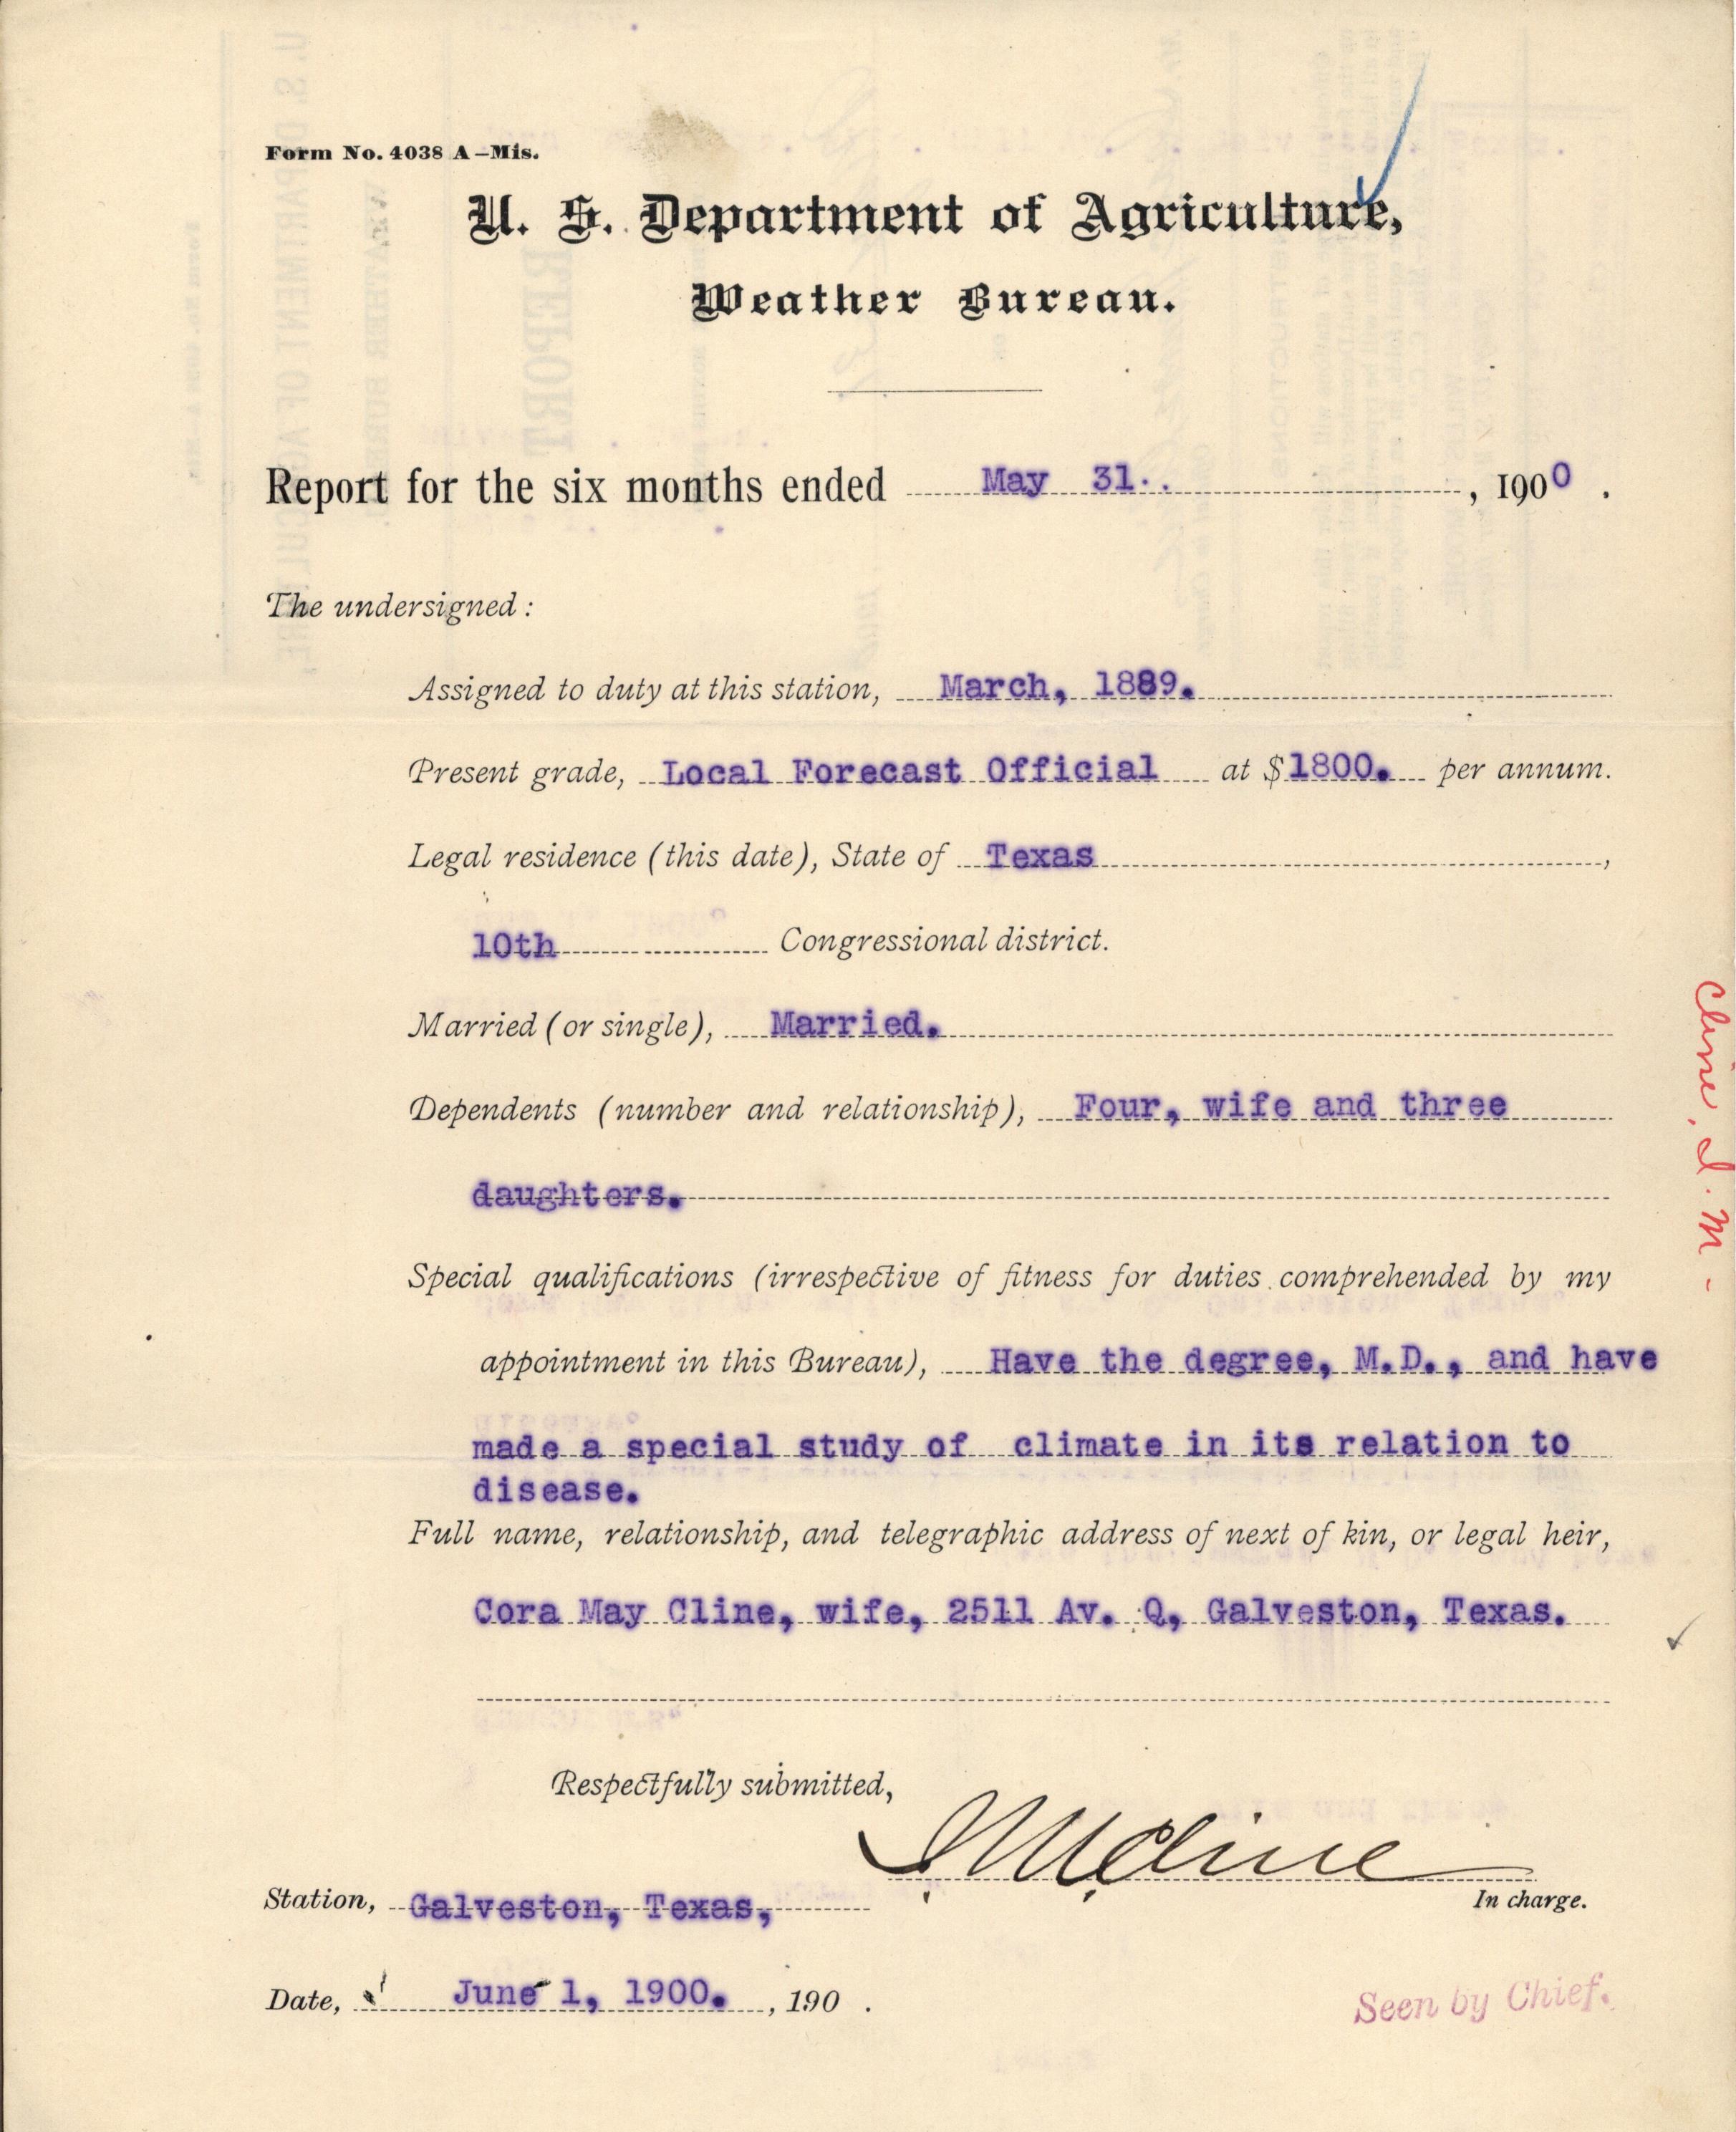 Form No. 4038 A—Mis.
U. S. Department of Agriculture,
Weather Bureau.
Report for the six months ended May 31.., 1900.
The undersigned:
Assigned to duty at this station, March, 1889.
Present grade, Local Forecast Official at $1800. per annum.
Legal residence (this date), State of Texas,
10th Congressional district.
Married (or single), Married.
Dependents (number and relationship), Four, wife and three
daughters.
Special qualifications (irrespective of fitness for duties comprehended by my
appointment in this Bureau), Have the degree, M.D., and have
made a special study of climate in its relation to
disease.
Full name, relationship, and telegraphic address of next of kin, or legal heir,
Cora May Cline, wife, 2511 Av. Q, Galveston, Texas.
Respectfully submitted,
I M Cline
In charge.
Station, Galveston, Texas,
Date, June 1, 1900., 190 .
Seen by Chief.
Cline, I. M -